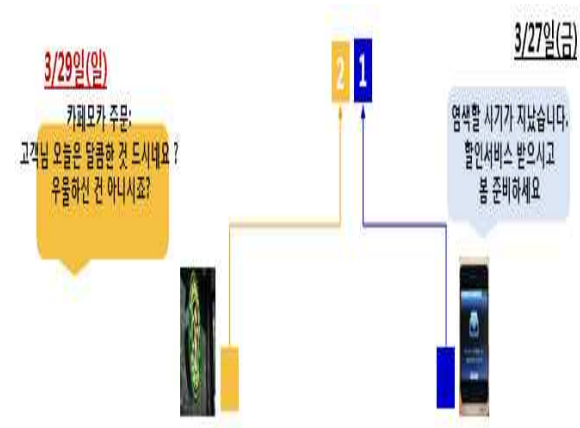 3/29일(일)
카페모카 주문:
고객님 오늘은 달콤한 것 드시네요 ?
우울하신 건 아니시죠?
2
1
3/27일(금)
염색할 시기가 지났습니다.
할인서비스 받으시고
봄 준비하세요